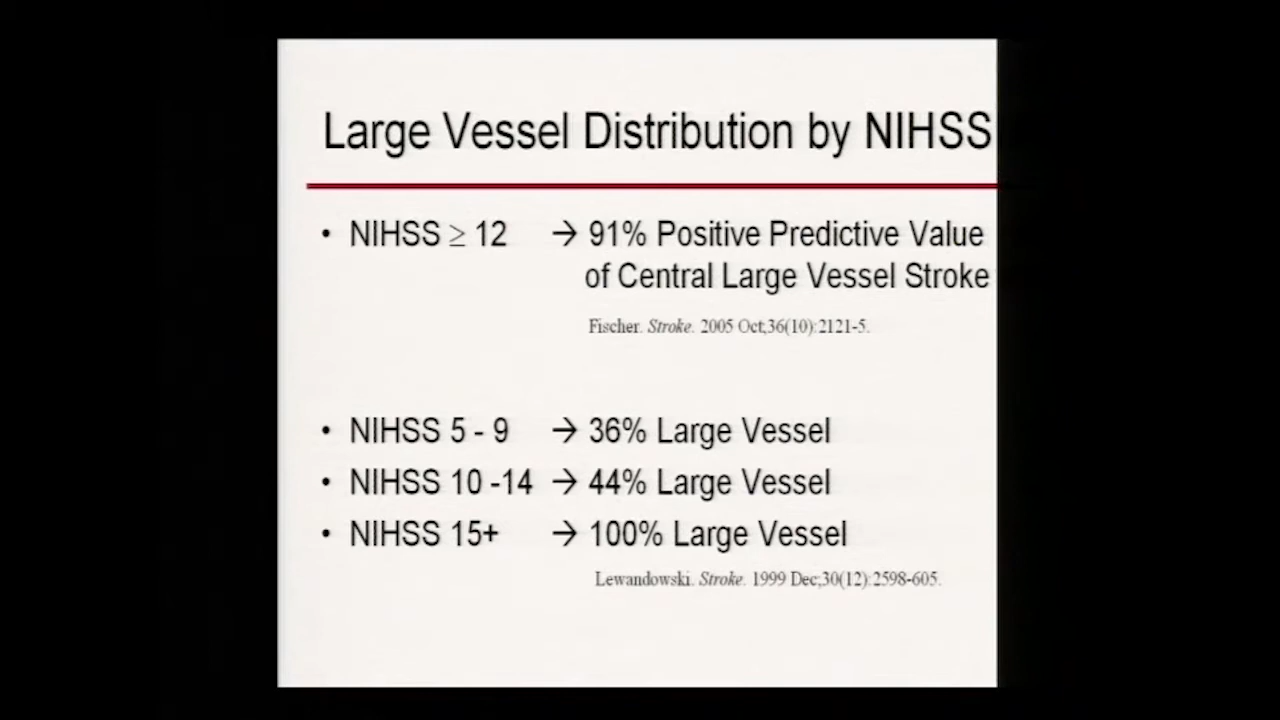 Large Vessel Distribution by NIHSS
• NIHSS ≥ 12 → 91% Positive Predictive Value
of Central Large Vessel Stroke
Fischer. Stroke. 2005 Oct;36(10):2121-5.
• NIHSS 5 - 9 → 36% Large Vessel
• NIHSS 10 -14 → 44% Large Vessel
• NIHSS 15+ → 100% Large Vessel
Lewandowski. Stroke. 1999 Dec;30(12):2598-605.